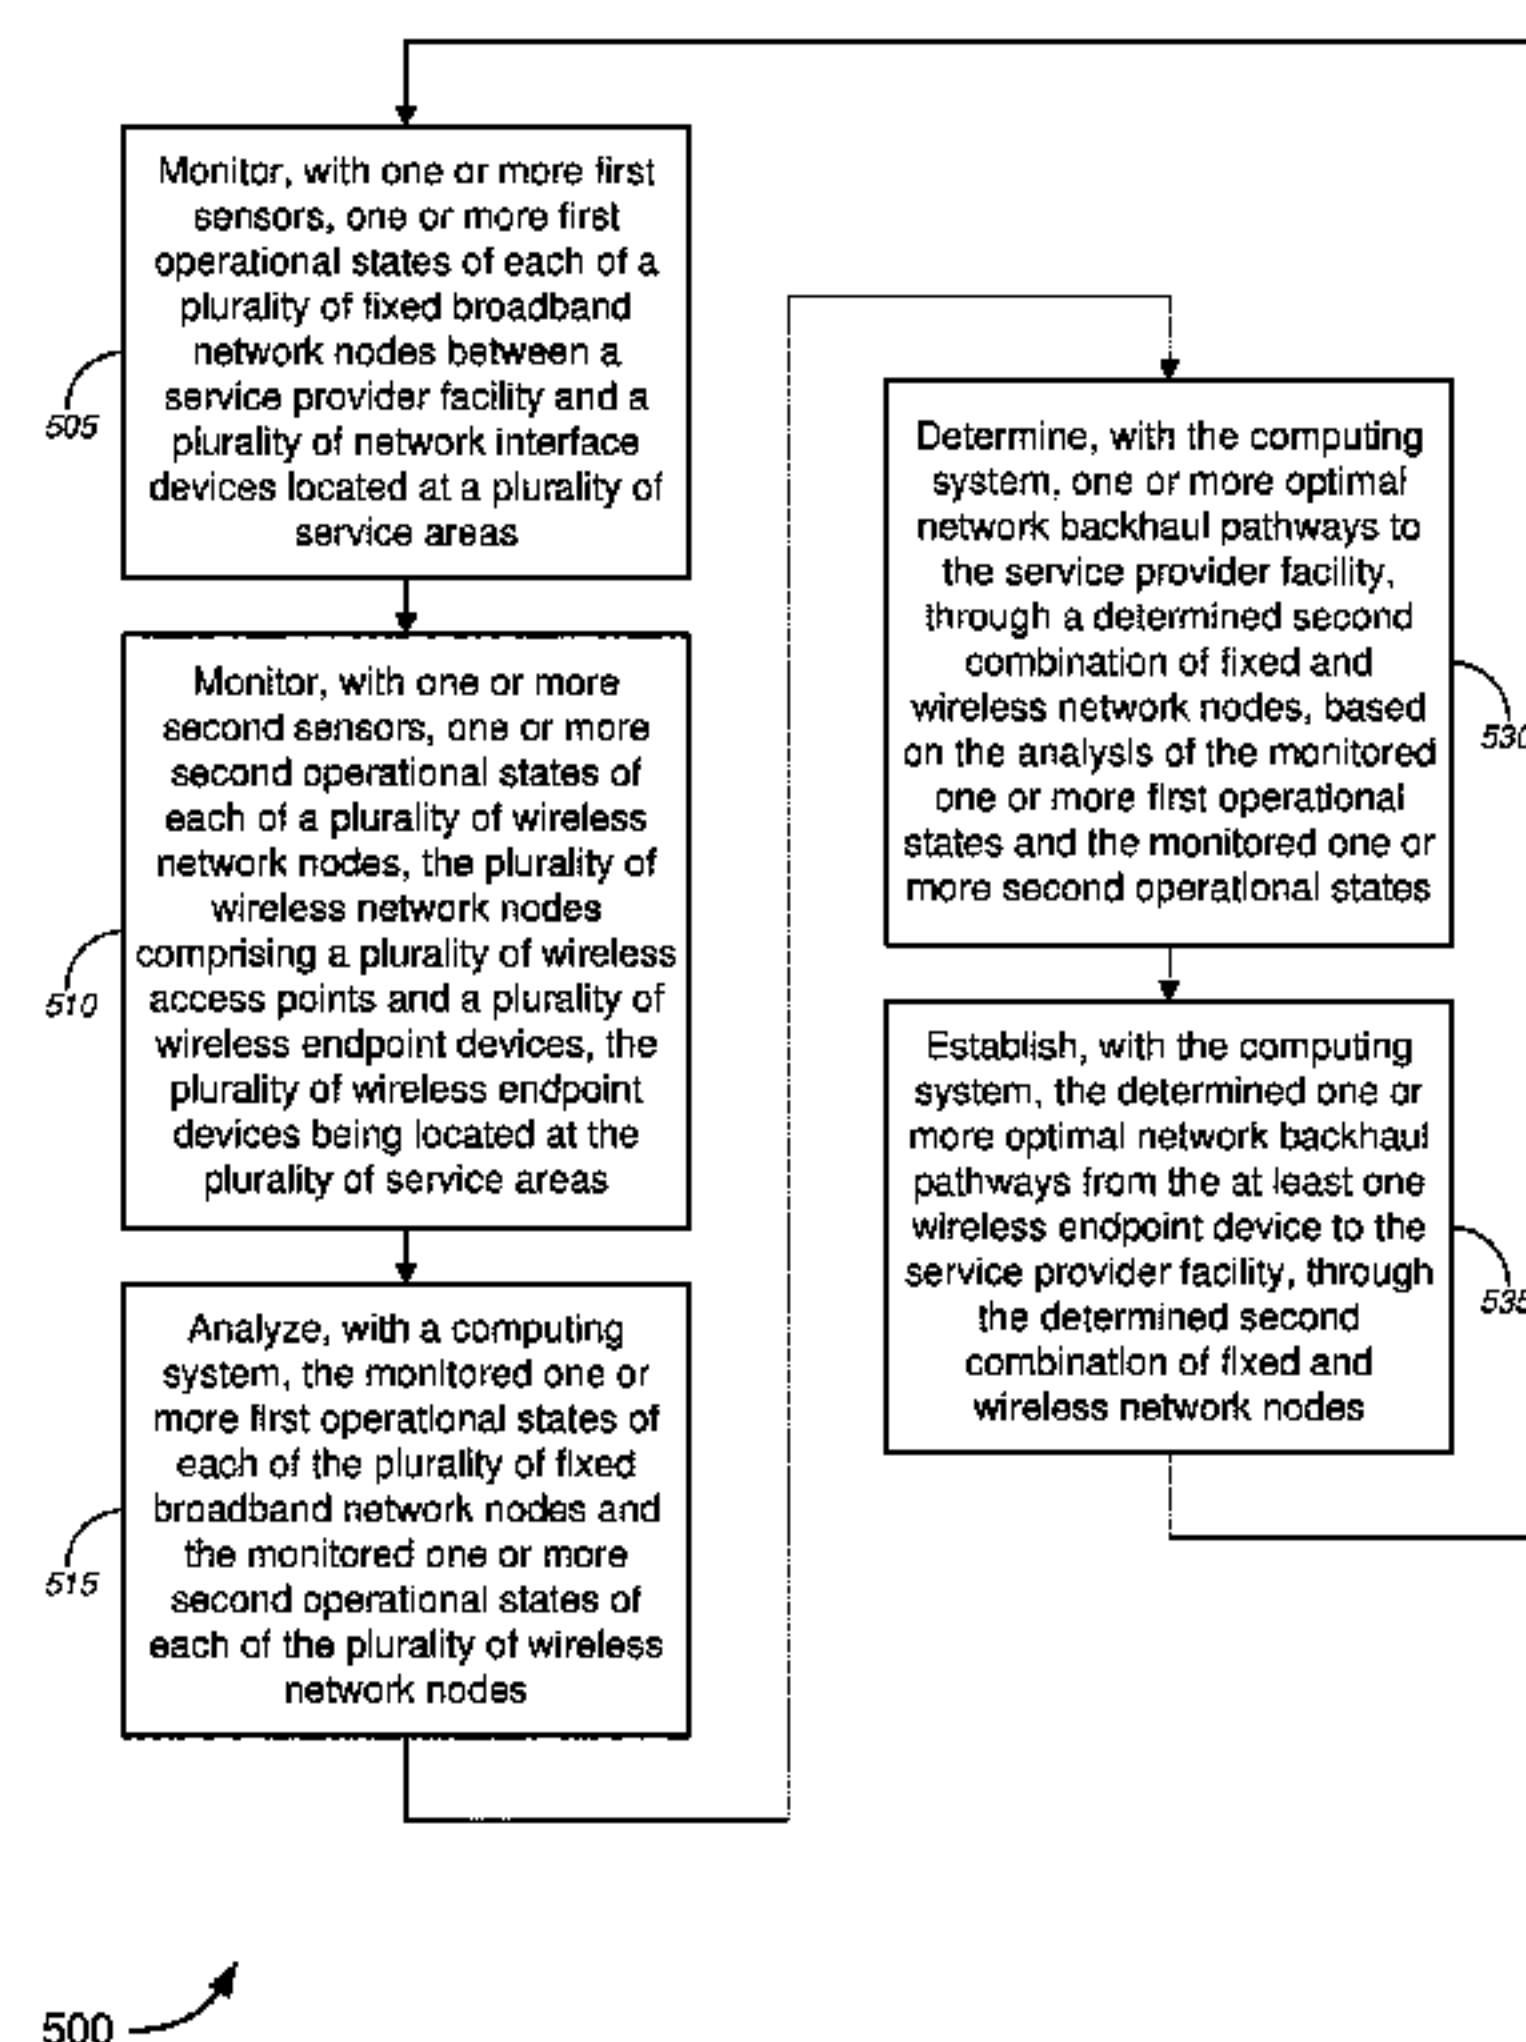 Monitor, with one or more first
sensors, one or more first
operational states of each of a
plurality of fixed broadband
network nodes between a
service provider facility and a
plurality of network interface
devices located at a plurality of
service areas
505
Monitor, with one or more
second sensors, one or more
second operational states of
each of a plurality of wireless
network nodes, the plurality of
wireless network nodes
comprising a plurality of wireless
access points and a plurality of
wireless endpoint devices, the
plurality of wireless endpoint
devices being located at the
plurality of service areas
510
Analyze, with a computing
system, the monitored one or
more first operational states of
each of the plurality of fixed
broadband network nodes and
the monitored one or more
second operational states of
each of the plurality of wireless
network nodes
515
Determine, with the computing
system, one or more optimal
network backhaul pathways to
the service provider facility,
through a determined second
combination of fixed and
wireless network nodes, based
on the analysis of the monitored
one or more first operational
states and the monitored one or
more second operational states
530
Establish, with the computing
system, the determined one or
more optimal network backhaul
pathways from the at least one
wireless endpoint device to the
service provider facility, through
the determined second
combination of fixed and
wireless network nodes
535
500